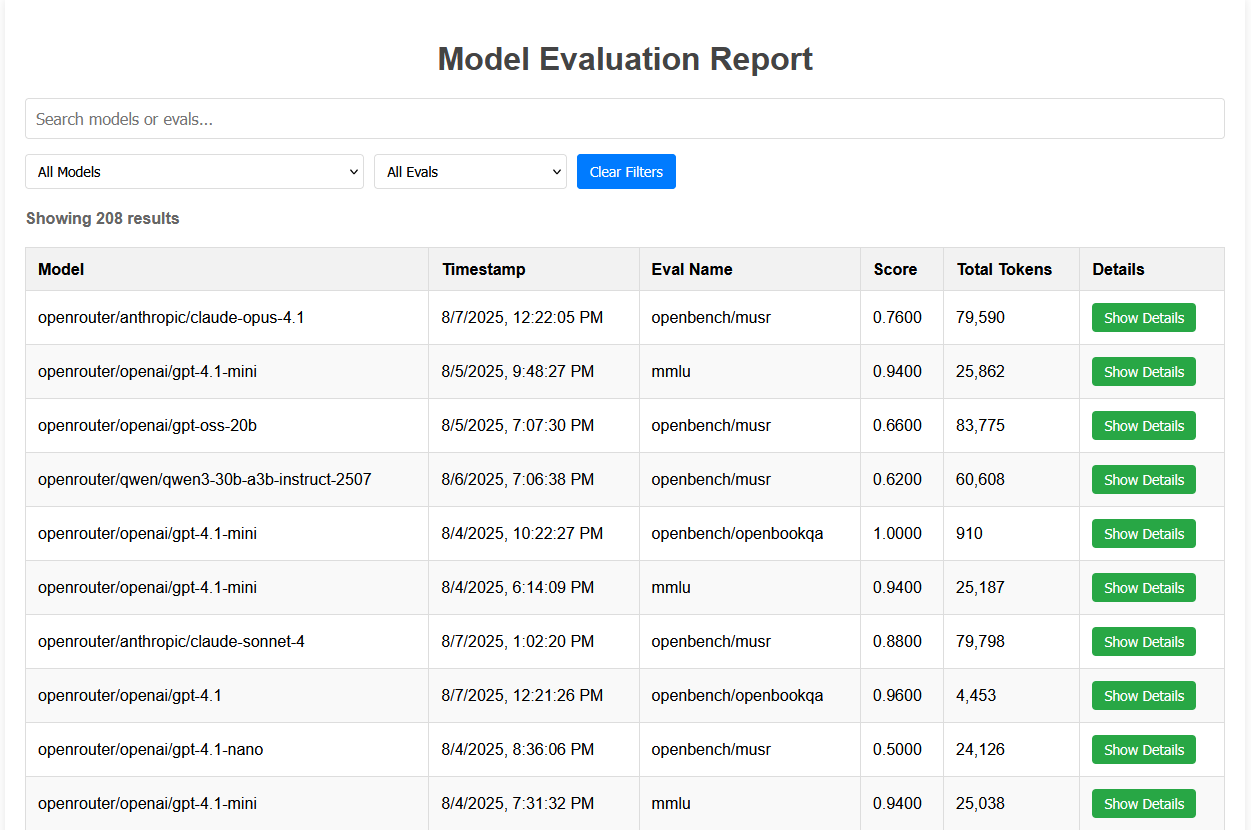 Model Evaluation Report
Search models or evals...
All Models All Evals Clear Filters
Showing 208 results
Model Timestamp Eval Name Score Total Tokens Details
openrouter/anthropic/claude-opus-4.1 8/7/2025, 12:22:05 PM openbench/musr 0.7600 79,590 Show Details
openrouter/openai/gpt-4.1-mini 8/5/2025, 9:48:27 PM mmlu 0.9400 25,862 Show Details
openrouter/openai/gpt-oss-20b 8/5/2025, 7:07:30 PM openbench/musr 0.6600 83,775 Show Details
openrouter/qwen/qwen3-30b-a3b-instruct-2507 8/6/2025, 7:06:38 PM openbench/musr 0.6200 60,608 Show Details
openrouter/openai/gpt-4.1-mini 8/4/2025, 10:22:27 PM openbench/openbookqa 1.0000 910 Show Details
openrouter/openai/gpt-4.1-mini 8/4/2025, 6:14:09 PM mmlu 0.9400 25,187 Show Details
openrouter/anthropic/claude-sonnet-4 8/7/2025, 1:02:20 PM openbench/musr 0.8800 79,798 Show Details
openrouter/openai/gpt-4.1 8/7/2025, 12:21:26 PM openbench/openbookqa 0.9600 4,453 Show Details
openrouter/openai/gpt-4.1-nano 8/4/2025, 8:36:06 PM openbench/musr 0.5000 24,126 Show Details
openrouter/openai/gpt-4.1-mini 8/4/2025, 7:31:32 PM mmlu 0.9400 25,038 Show Details